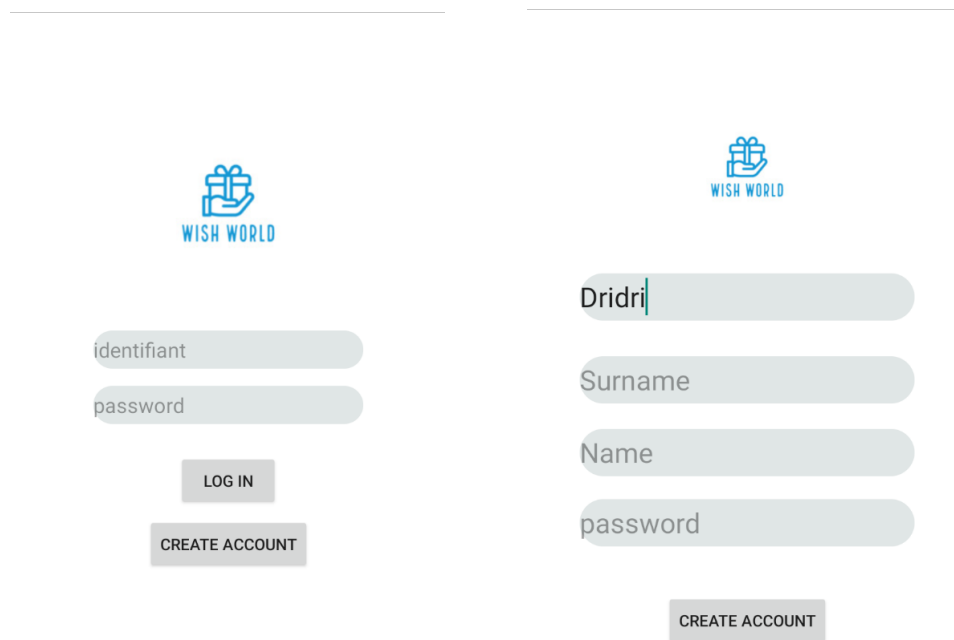 WISH WORLD
identifiant
password
LOG IN
CREATE ACCOUNT
WISH WORLD
Dridri
Surname
Name
password
CREATE ACCOUNT